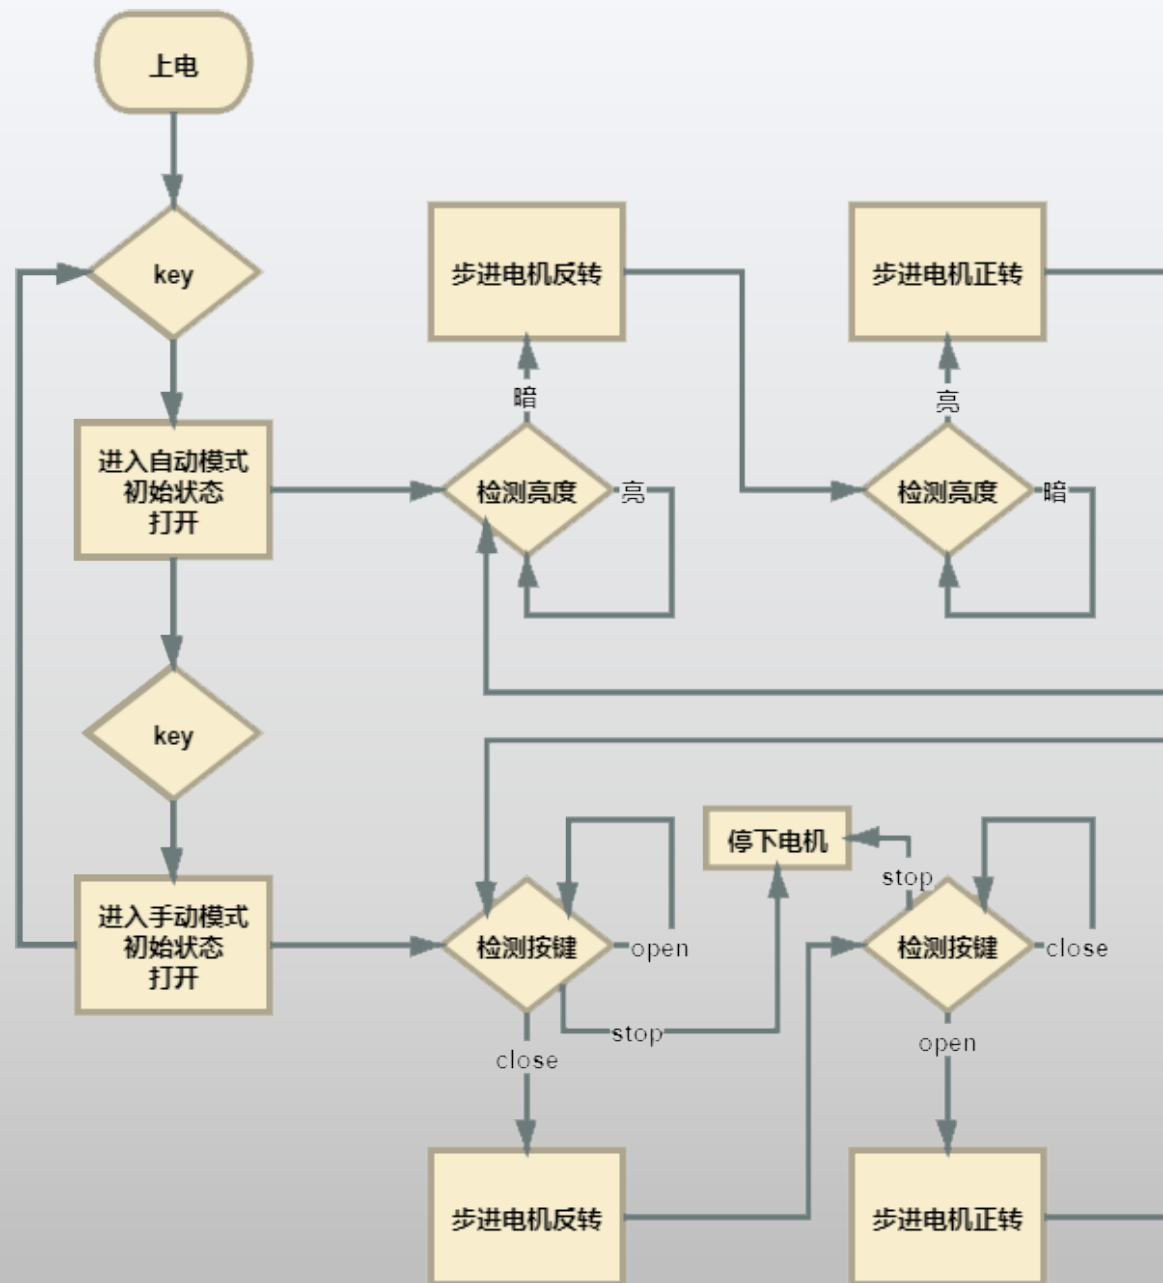 上电
key
步进电机反转
步进电机正转
暗
亮
进入自动模式
初始状态
打开
检测亮度
亮
检测亮度
暗
key
停下电机
stop
进入手动模式
初始状态
打开
检测按键
open
检测按键
close
stop
close
open
步进电机反转
步进电机正转